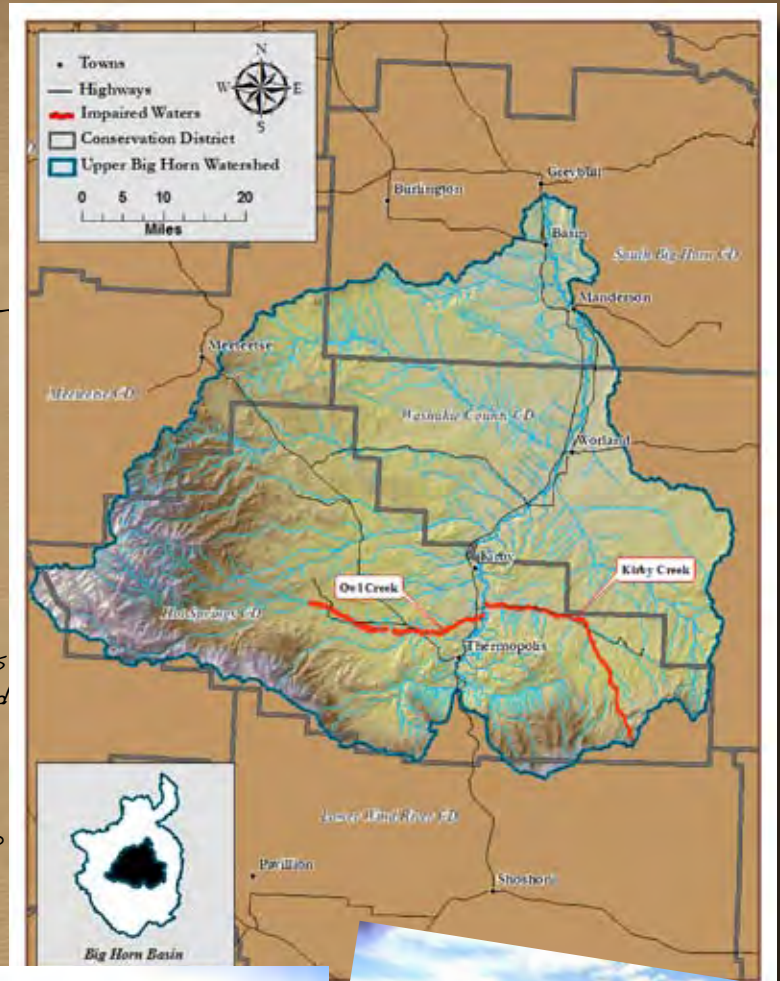 N
W E
S
Towns
Highways
Impaired Waters
Conservation District
Upper Big Horn Watershed
0 5 10 20
Miles
Greybull
Burlington
Basin
South Big Horn CD
Manderson
Meeteetse
Meeteetse CD
Washakie County CD
Worland
Kirby
Owl Creek
Kirby Creek
Hot Springs CD
Thermopolis
Lower Wind River CD
Pavillion
Shoshoni
Big Horn Basin